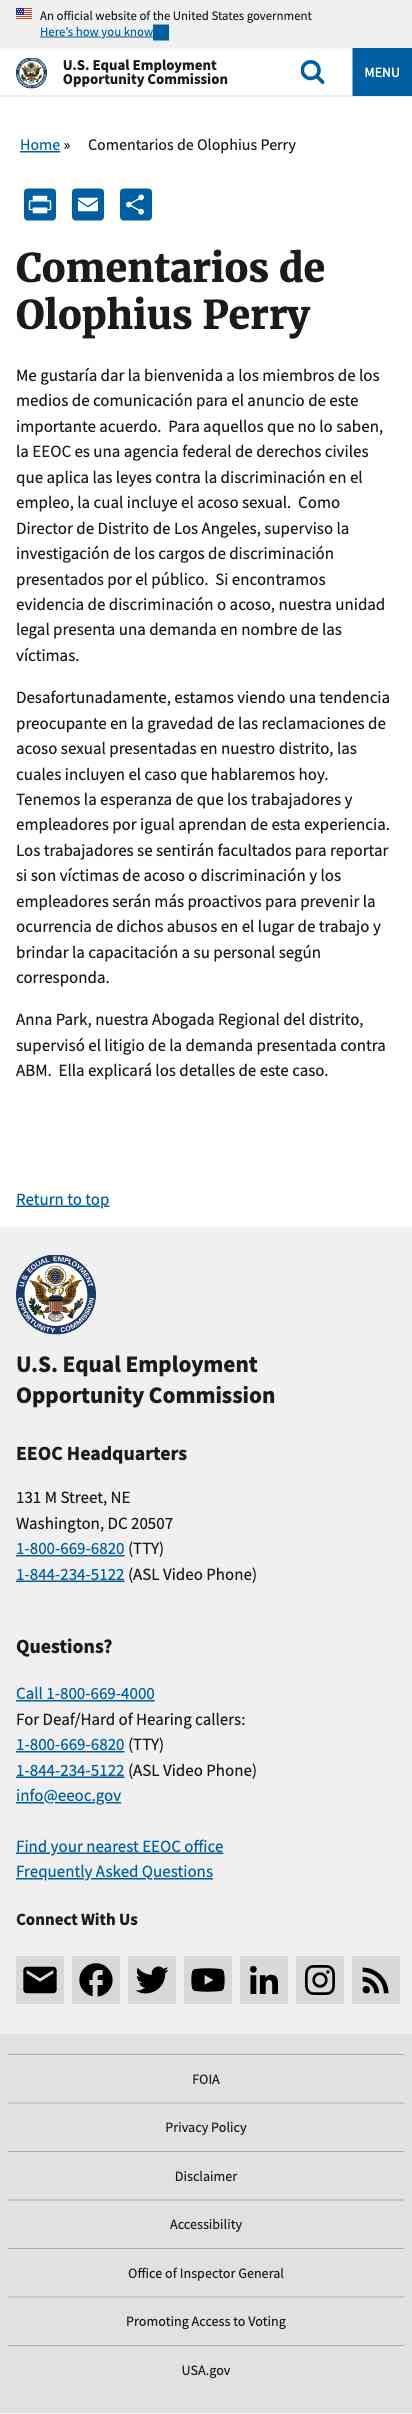 An official website of the United States government
Here's how you know
U.S. Equal Employment
Opportunity Commission
MENU
Home » Comentarios de Olophius Perry
Comentarios de
Olophius Perry
Me gustaría dar la bienvenida a los miembros de los
medios de comunicación para el anuncio de este
importante acuerdo.  Para aquellos que no lo saben,
la EEOC es una agencia federal de derechos civiles
que aplica las leyes contra la discriminación en el
empleo, la cual incluye el acoso sexual.  Como
Director de Distrito de Los Angeles, superviso la
investigación de los cargos de discriminación
presentados por el público.  Si encontramos
evidencia de discriminación o acoso, nuestra unidad
legal presenta una demanda en nombre de las
víctimas.
Desafortunadamente, estamos viendo una tendencia
preocupante en la gravedad de las reclamaciones de
acoso sexual presentadas en nuestro distrito, las
cuales incluyen el caso que hablaremos hoy.
Tenemos la esperanza de que los trabajadores y
empleadores por igual aprendan de esta experiencia.
Los trabajadores se sentirán facultados para reportar
si son víctimas de acoso o discriminación y los
empleadores serán más proactivos para prevenir la
ocurrencia de dichos abusos en el lugar de trabajo y
brindar la capacitación a su personal según
corresponda.
Anna Park, nuestra Abogada Regional del distrito,
supervisó el litigio de la demanda presentada contra
ABM.  Ella explicará los detalles de este caso.
Return to top
U.S. EQUAL EMPLOYMENT
OPPORTUNITY COMMISSION
U.S. Equal Employment
Opportunity Commission
EEOC Headquarters
131 M Street, NE
Washington, DC 20507
1-800-669-6820 (TTY)
1-844-234-5122 (ASL Video Phone)
Questions?
Call 1-800-669-4000
For Deaf/Hard of Hearing callers:
1-800-669-6820 (TTY)
1-844-234-5122 (ASL Video Phone)
info@eeoc.gov
Find your nearest EEOC office
Frequently Asked Questions
Connect With Us
FOIA
Privacy Policy
Disclaimer
Accessibility
Office of Inspector General
Promoting Access to Voting
USA.gov